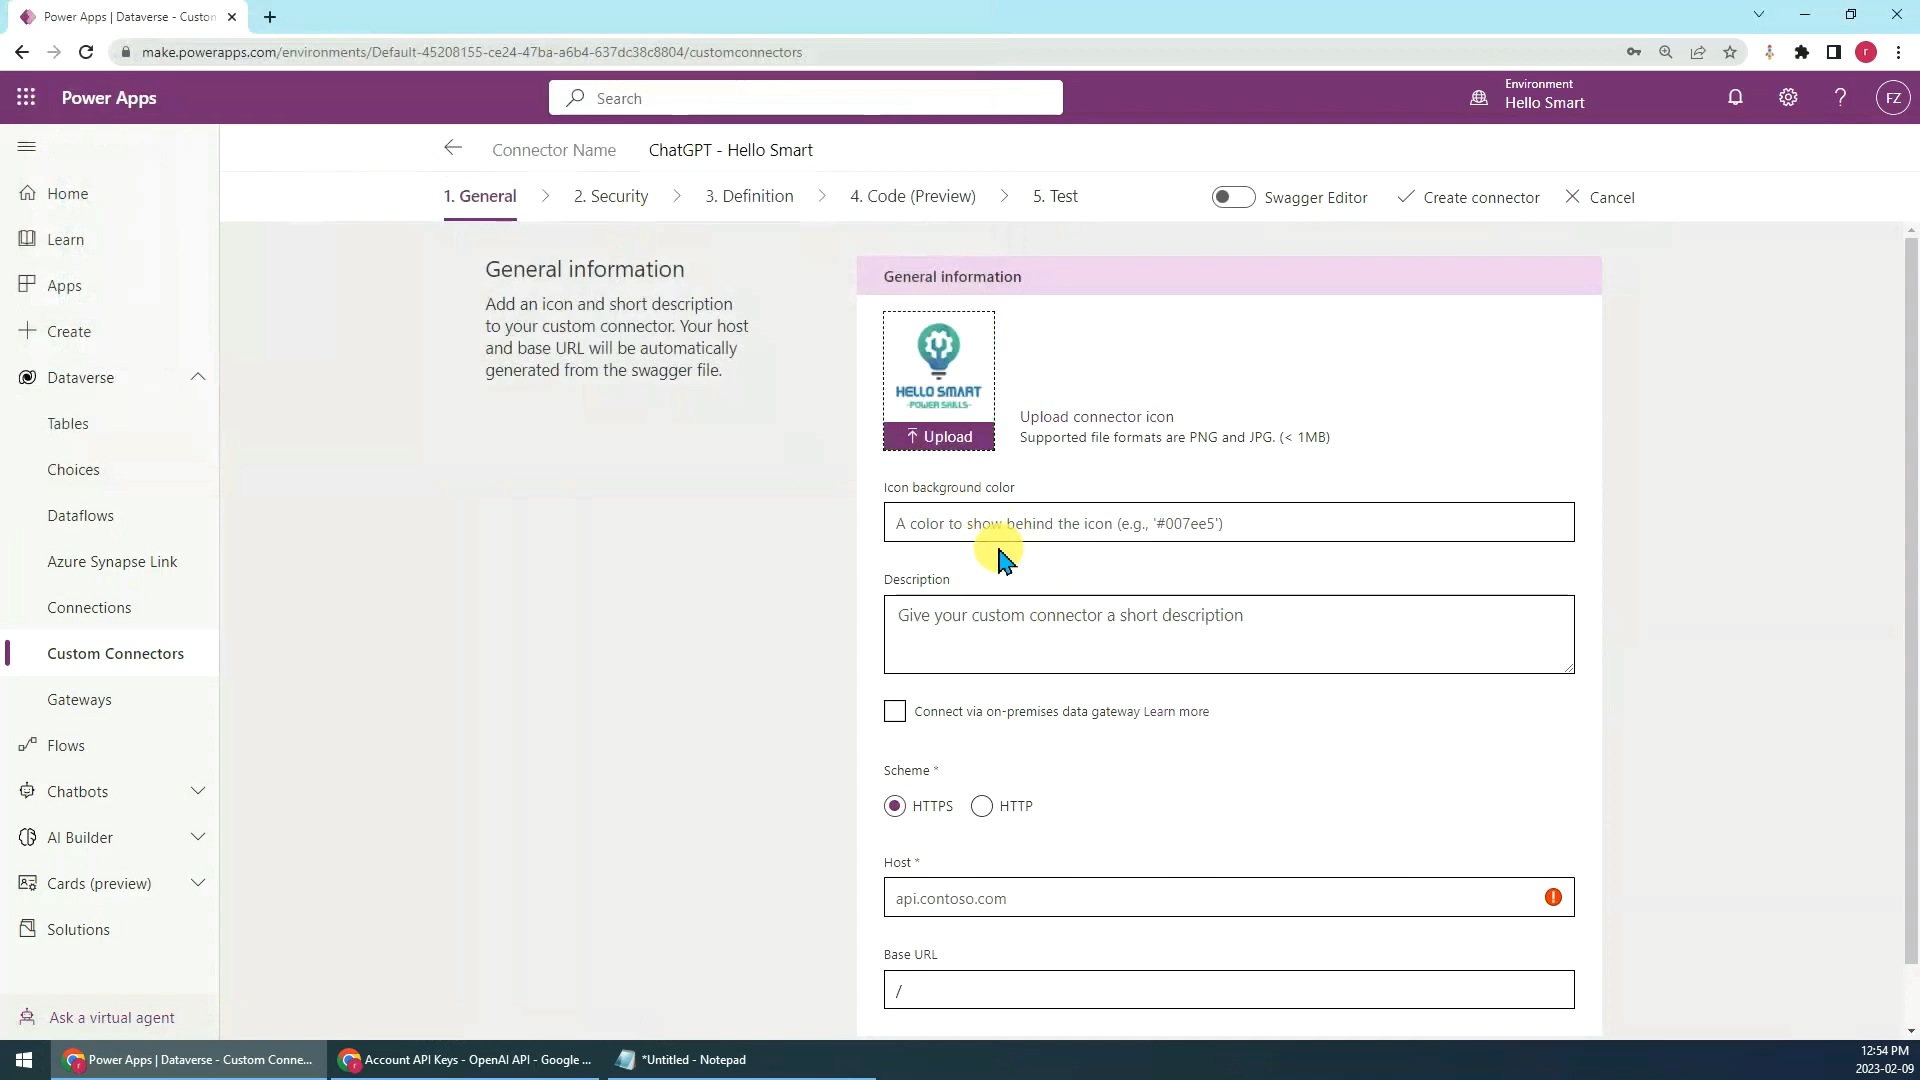 Power Apps | Dataverse - Custon
make.powerapps.com/environments/Default-45208155-ce24-47ba-a6b4-637dc38c8804/customconnectors
r
Power Apps
Search
Environment
Hello Smart
?
FZ
Connector Name
ChatGPT - Hello Smart
1. General
2. Security
3. Definition
4. Code (Preview)
5. Test
Swagger Editor
Create connector
Cancel
Home
Learn
Apps
Create
Dataverse
Tables
Choices
Dataflows
Azure Synapse Link
Connections
Custom Connectors
Gateways
Flows
Chatbots
AI Builder
Cards (preview)
Solutions
Ask a virtual agent
General information
Add an icon and short description
to your custom connector. Your host
and base URL will be automatically
generated from the swagger file.
General information
HELLO SMART
-POWER SKILLS-
Upload
Upload connector icon
Supported file formats are PNG and JPG. (< 1MB)
Icon background color
A color to show behind the icon (e.g., '#007ee5')
Description
Give your custom connector a short description
Connect via on-premises data gateway Learn more
Scheme *
HTTPS
HTTP
Host *
api.contoso.com
!
Base URL
/
Power Apps | Dataverse - Custom Conne...
Account API Keys - OpenAI API - Google ...
*Untitled - Notepad
12:54 PM
2023-02-09